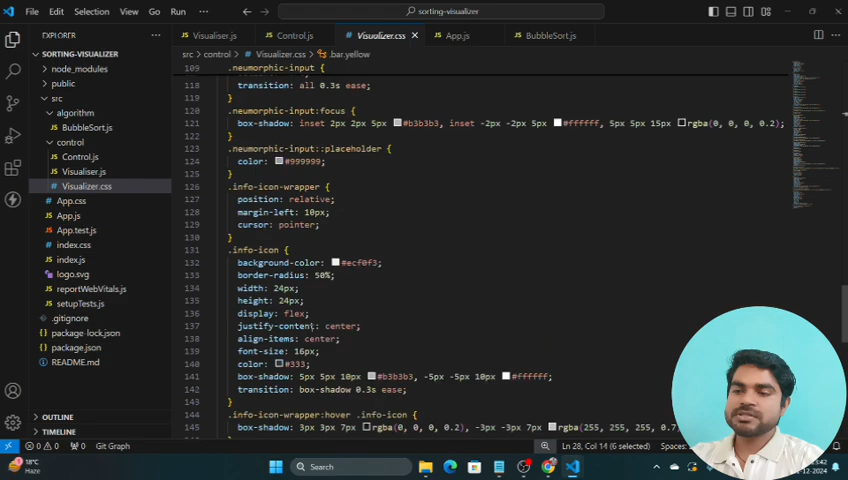 File Edit Selection View Go Run ···
sorting-visualizer
EXPLORER ···
Visualiser.js Control.js # Visualizer.css × App.js BubbleSort.js
src > control > # Visualizer.css > .bar.yellow
SORTING-VISUALIZER
> node_modules
> public
src
algorithm
BubbleSort.js
control
Control.js
Visualiser.js
# Visualizer.css
# App.css
App.js
App.test.js
# index.css
index.js
logo.svg
reportWebVitals.js
setupTests.js
.gitignore
{} package-lock.json
{} package.json
README.md
> OUTLINE
> TIMELINE
109 .neumorphic-input {
118 transition: all 0.3s ease;
119 }
120 .neumorphic-input:focus {
121 box-shadow: inset 2px 2px 5px #b3b3b3, inset -2px -2px 5px #ffffff, 5px 5px 15px rgba(0, 0, 0, 0.2);
122 }
123 .neumorphic-input::placeholder {
124 color: #999999;
125 }
126 .info-icon-wrapper {
127 position: relative;
128 margin-left: 10px;
129 cursor: pointer;
130 }
131 .info-icon {
132 background-color: #ecf0f3;
133 border-radius: 50%;
134 width: 24px;
135 height: 24px;
136 display: flex;
137 justify-content: center;
138 align-items: center;
139 font-size: 16px;
140 color: #333;
141 box-shadow: 5px 5px 10px #b3b3b3, -5px -5px 10px #ffffff;
142 transition: box-shadow 0.3s ease;
143 }
144 .info-icon-wrapper:hover .info-icon {
145 box-shadow: 3px 3px 7px rgba(0, 0, 0, 0.2), -3px -3px 7px rgba(255, 255, 255, 0.7)
0 0 0 Git Graph
Ln 28, Col 14 (6 selected)
18°C
Haze
Search